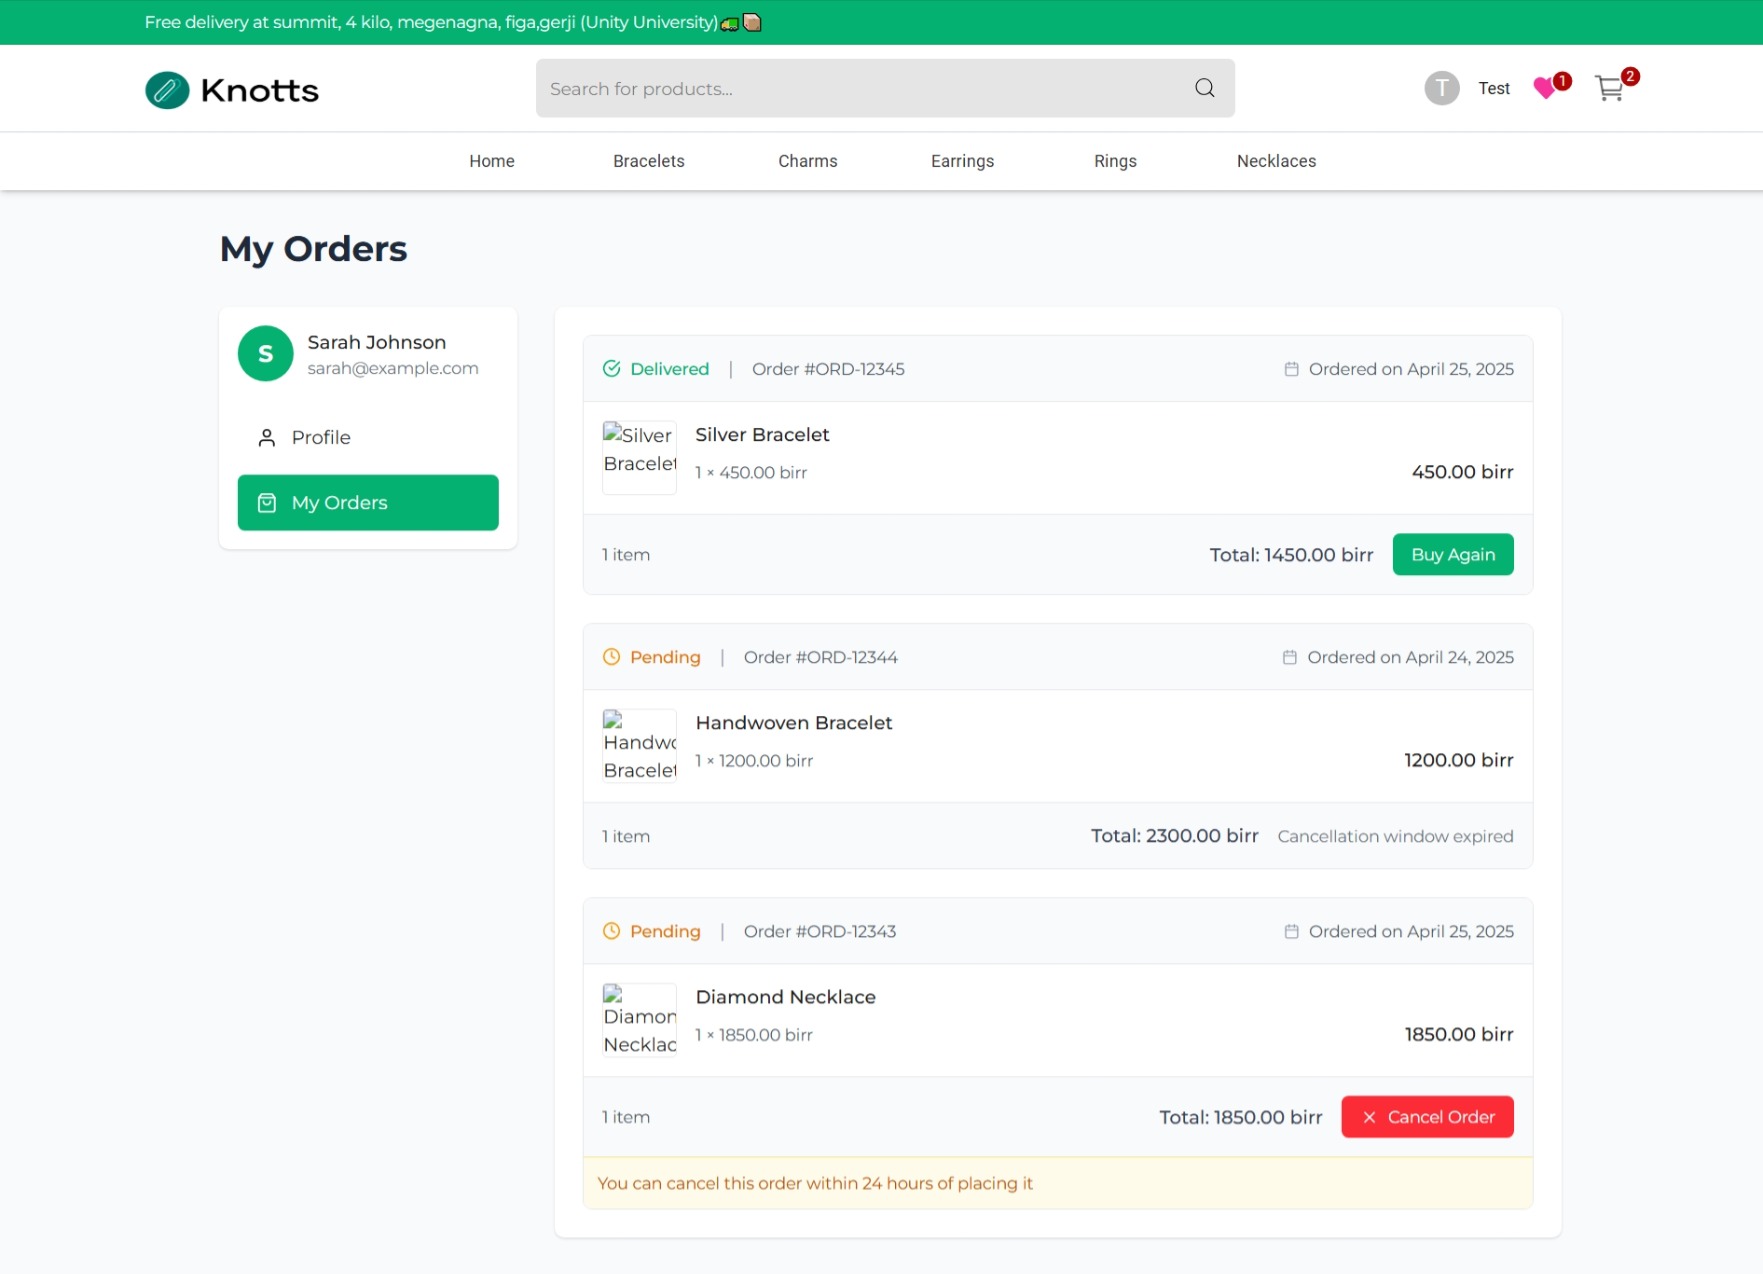 Free delivery at summit, 4 kilo, megenagna, figa,gerji (Unity University)🚛📦
Knotts
Search for products...
T
Test
1
2
Home
Bracelets
Charms
Earrings
Rings
Necklaces
My Orders
S
Sarah Johnson
sarah@example.com
Profile
My Orders
Delivered | Order #ORD-12345
Ordered on April 25, 2025
Silver
Bracelet
Silver Bracelet
1 × 450.00 birr
450.00 birr
1 item
Total: 1450.00 birr
Buy Again
Pending | Order #ORD-12344
Ordered on April 24, 2025
Handwo
Bracelet
Handwoven Bracelet
1 × 1200.00 birr
1200.00 birr
1 item
Total: 2300.00 birr
Cancellation window expired
Pending | Order #ORD-12343
Ordered on April 25, 2025
Diamon
Necklac
Diamond Necklace
1 × 1850.00 birr
1850.00 birr
1 item
Total: 1850.00 birr
Cancel Order
You can cancel this order within 24 hours of placing it